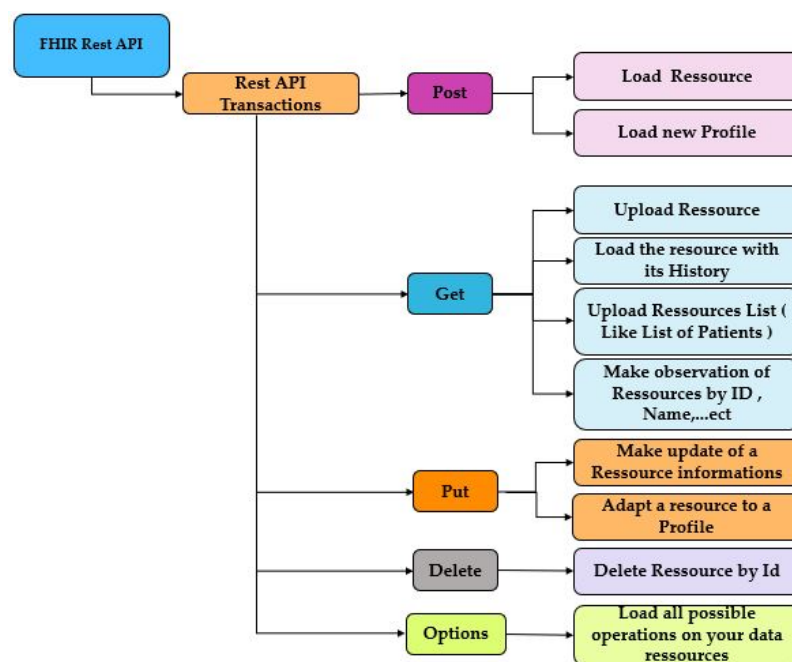 FHIR Rest API
Rest API
Transactions
Post
Load Ressource
Load new Profile
Get
Upload Ressource
Load the resource with
its History
Upload Ressources List (
Like List of Patients )
Make observation of
Ressources by ID ,
Name,...ect
Put
Make update of a
Ressource informations
Adapt a resource to a
Profile
Delete
Delete Ressource by Id
Options
Load all possible
operations on your data
ressources